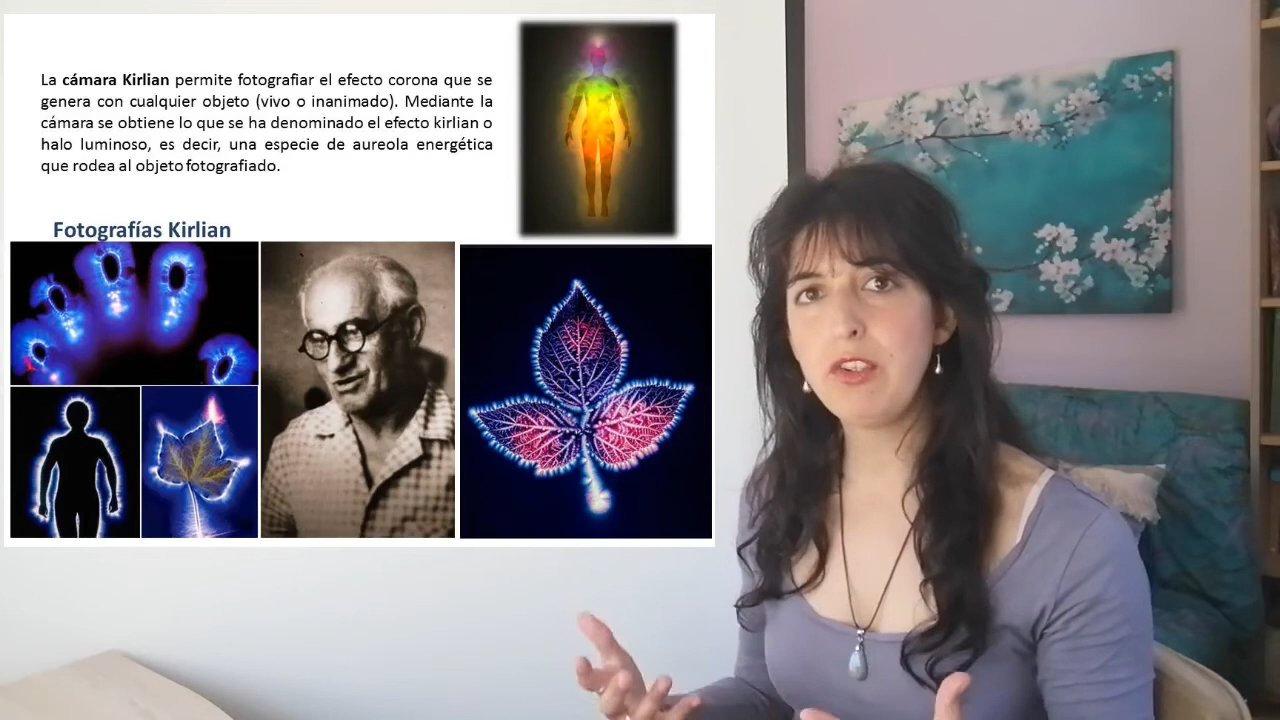 La cámara Kirlian permite fotografiar el efecto corona que se
genera con cualquier objeto (vivo o inanimado). Mediante la
cámara se obtiene lo que se ha denominado el efecto kirlian o
halo luminoso, es decir, una especie de aureola energética
que rodea al objeto fotografiado.
Fotografías Kirlian